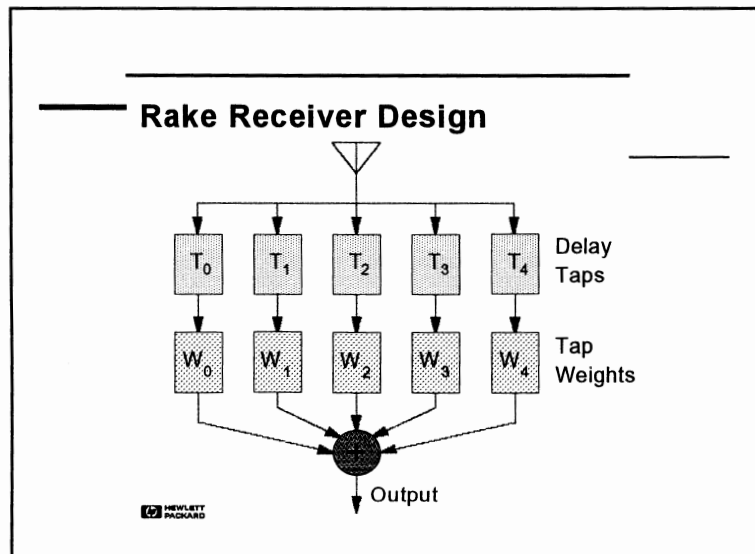 Rake Receiver Design
T0 T1 T2 T3 T4
Delay
Taps
W0 W1 W2 W3 W4
Tap
Weights
+
Output
hp HEWLETT
PACKARD